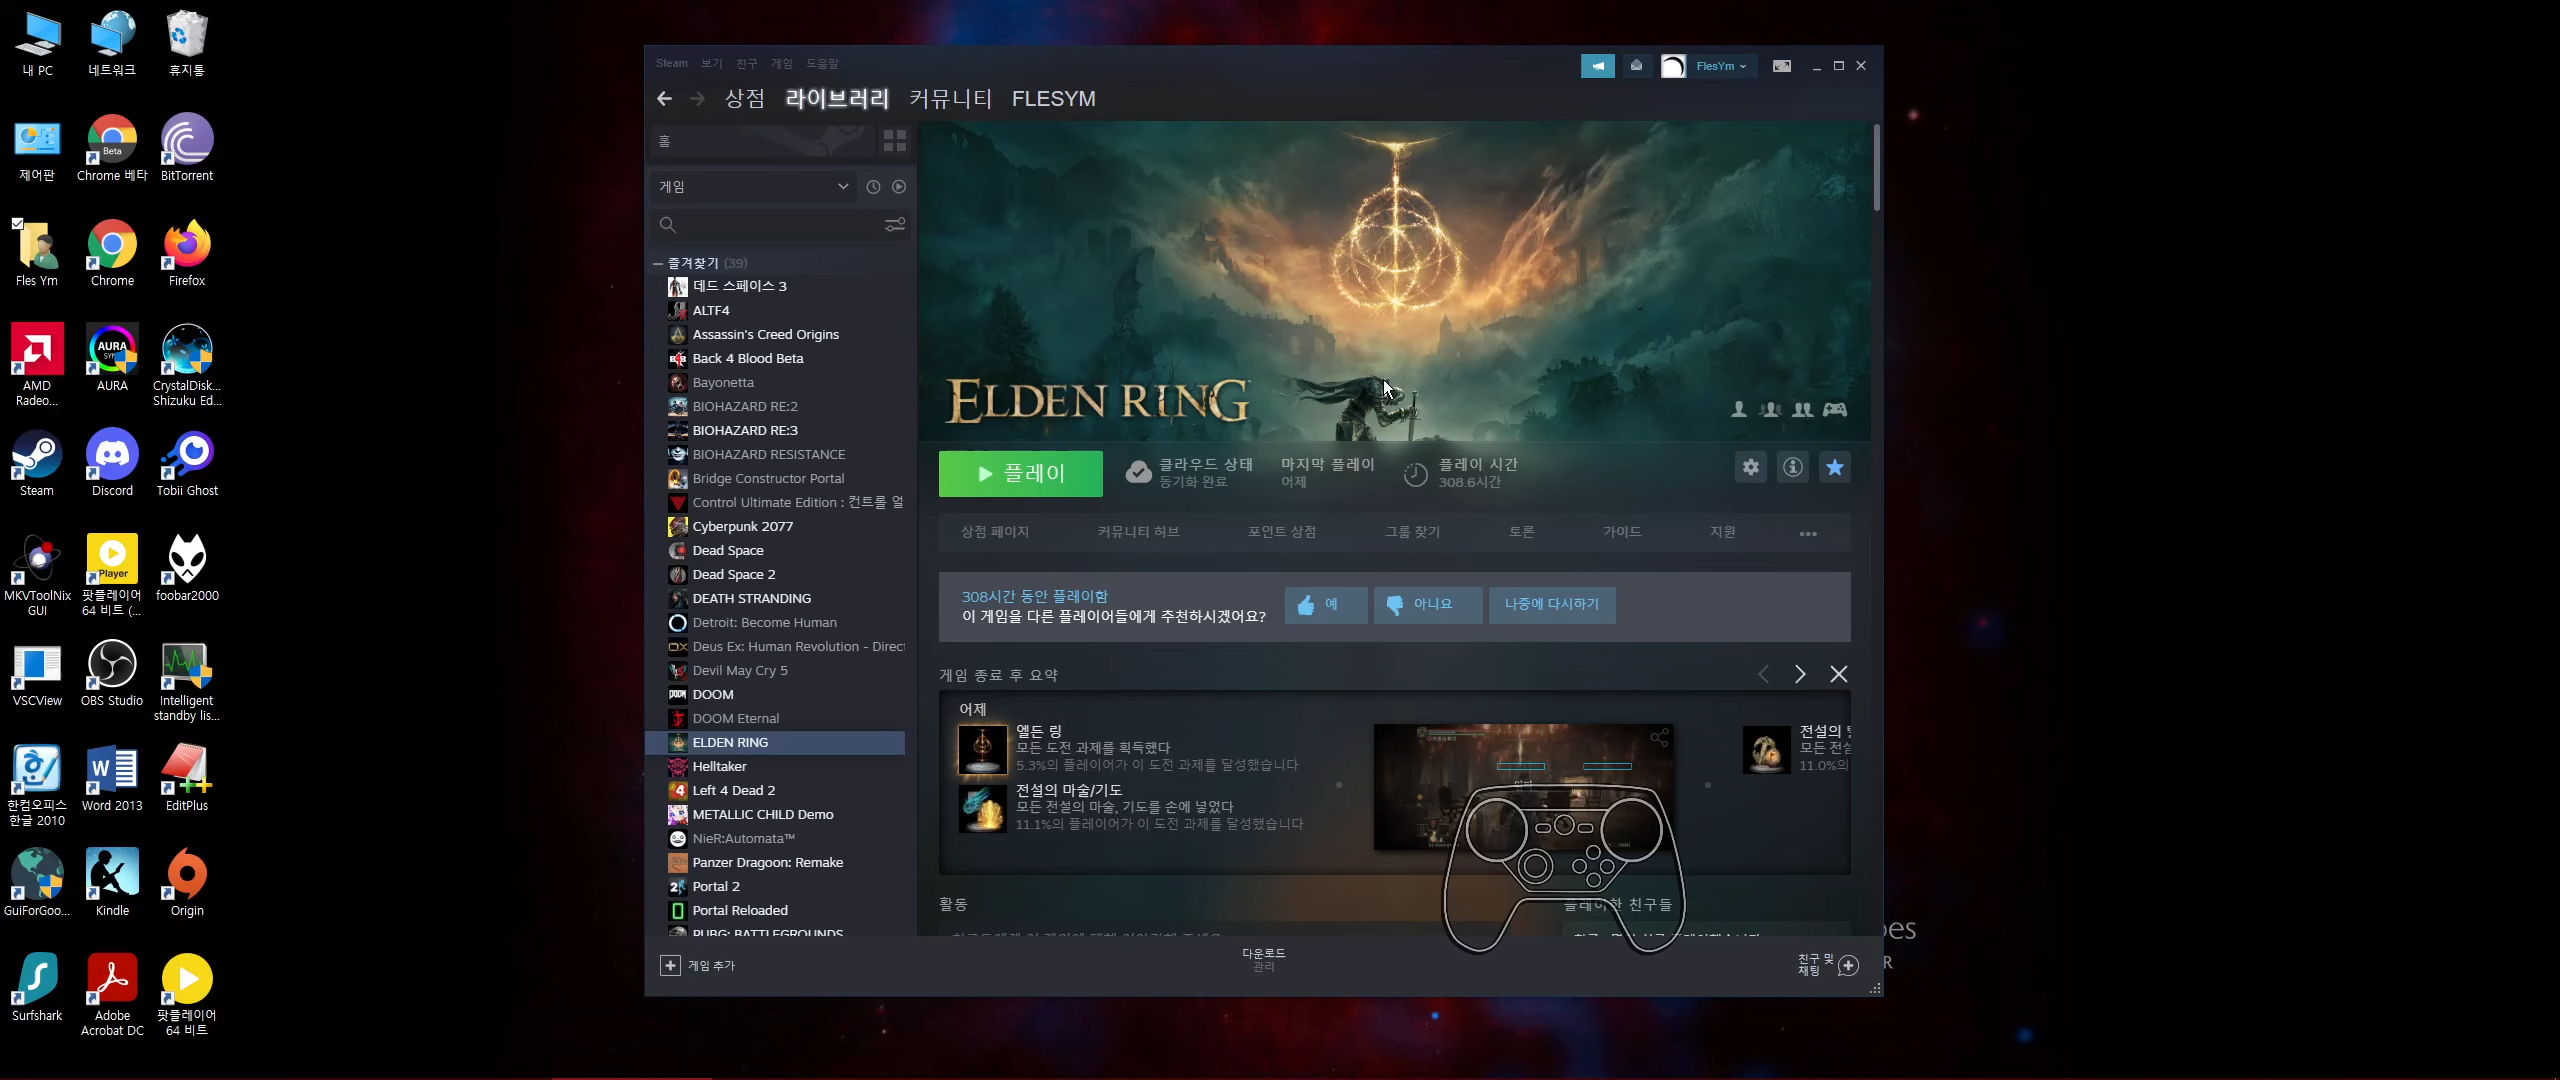 내 PC
네트워크
휴지통
제어판
Chrome 베타
BitTorrent
Fles Ym
Chrome
Firefox
AMD
Radeo...
AURA
CrystalDisk...
Shizuku Ed...
Steam
Discord
Tobii Ghost
MKVToolNix
GUI
팟플레이어
64 비트 (...
foobar2000
VSCView
OBS Studio
Intelligent
standby lis...
한컴오피스
한글 2010
Word 2013
EditPlus
GuiForGoo...
Kindle
Origin
Surfshark
Adobe
Acrobat DC
팟플레이어
64 비트
Steam 보기 친구 게임 도움말
FlesYm
상점 라이브러리 커뮤니티 FLESYM
홈
게임
즐겨찾기 (39)
데드 스페이스 3
ALTF4
Assassin's Creed Origins
Back 4 Blood Beta
Bayonetta
BIOHAZARD RE:2
BIOHAZARD RE:3
BIOHAZARD RESISTANCE
Bridge Constructor Portal
Control Ultimate Edition : 컨트롤 얼
Cyberpunk 2077
Dead Space
Dead Space 2
DEATH STRANDING
Detroit: Become Human
Deus Ex: Human Revolution - Direc
Devil May Cry 5
DOOM
DOOM Eternal
ELDEN RING
Helltaker
Left 4 Dead 2
METALLIC CHILD Demo
NieR:Automata™
Panzer Dragoon: Remake
Portal 2
Portal Reloaded
PUBG: BATTLEGROUNDS
게임 추가
ELDEN RING
플레이
클라우드 상태
동기화 완료
마지막 플레이
어제
플레이 시간
308.6시간
상점 페이지 커뮤니티 허브 포인트 상점 그룹 찾기 토론 가이드 지원
308시간 동안 플레이함
이 게임을 다른 플레이어들에게 추천하시겠어요?
예
아니요
나중에 다시하기
게임 종료 후 요약
어제
엘든 링
모든 도전 과제를 획득했다
5.3%의 플레이어가 이 도전 과제를 달성했습니다
전설의 마술/기도
모든 전설의 마술, 기도를 손에 넣었다
11.1%의 플레이어가 이 도전 과제를 달성했습니다
전설의
모든 전설
11.0%의
활동
플레이한 친구들
다운로드
관리
친구 및
채팅